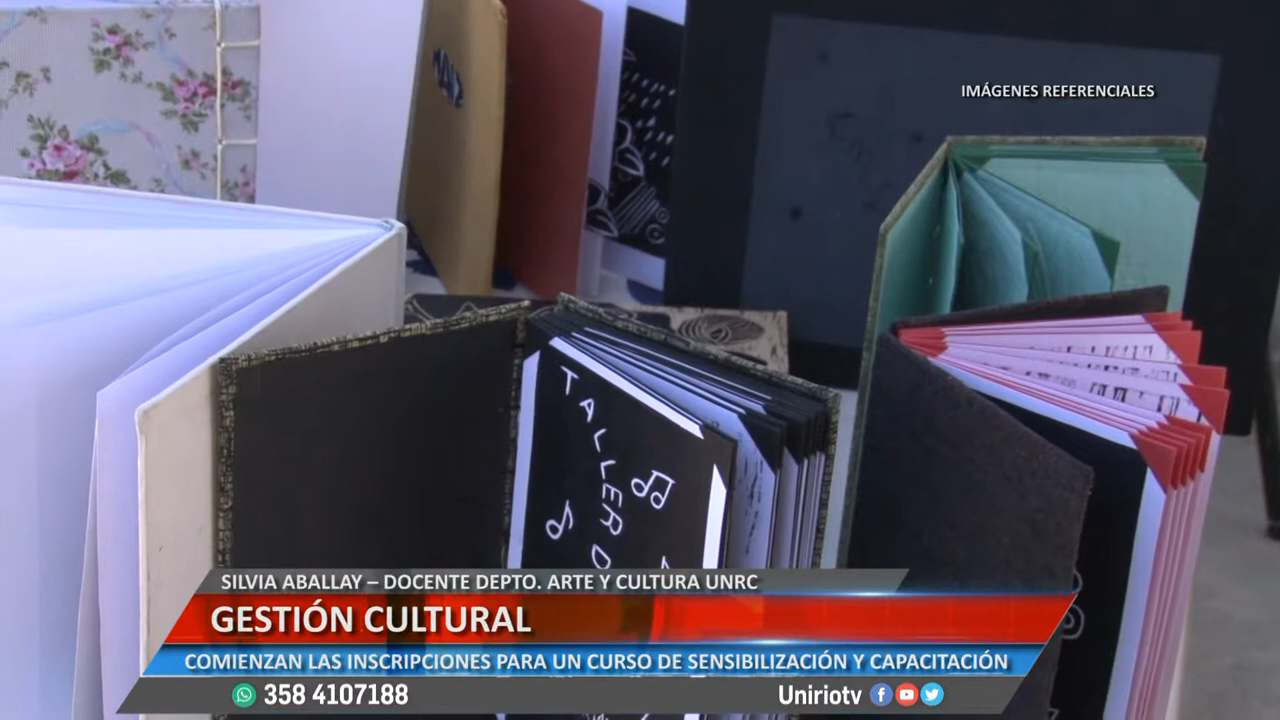 IMÁGENES REFERENCIALES
TALLER D
SILVIA ABALLAY – DOCENTE DEPTO. ARTE Y CULTURA UNRC
GESTIÓN CULTURAL
COMIENZAN LAS INSCRIPCIONES PARA UN CURSO DE SENSIBILIZACIÓN Y CAPACITACIÓN
358 4107188 Uniriotv